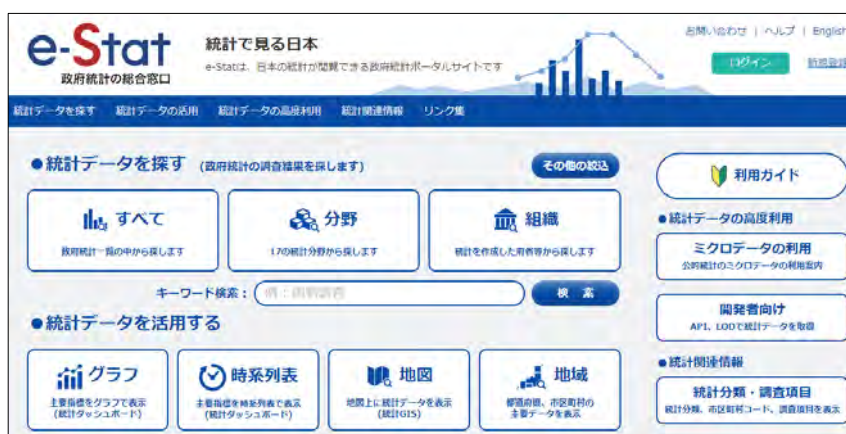 e-Stat
政府統計の総合窓口
統計で見る日本
e-Statは、日本の統計が閲覧できる政府統計ポータルサイトです
お問い合わせ | ヘルプ | English
ログイン
新規登録
統計データを探す 統計データの活用 統計データの高度利用 統計関連情報 リンク集
●統計データを探す (政府統計の調査結果を探します)
その他の絞込
すべて
政府統計一覧の中から探します
分野
17の統計分野から探します
組織
統計を作成した府省等から探します
キーワード検索:
例:国勢調査
検 索
●統計データを活用する
グラフ
主要指標をグラフで表示
(統計ダッシュボード)
時系列表
主要指標を時系列表で表示
(統計ダッシュボード)
地図
地図上に統計データを表示
(統計GIS)
地域
都道府県、市区町村の
主要データを表示
利用ガイド
●統計データの高度利用
ミクロデータの利用
公的統計のミクロデータの利用案内
開発者向け
API、LODで統計データを取得
●統計関連情報
統計分類・調査項目
統計分類、市区町村コード、調査項目を表示